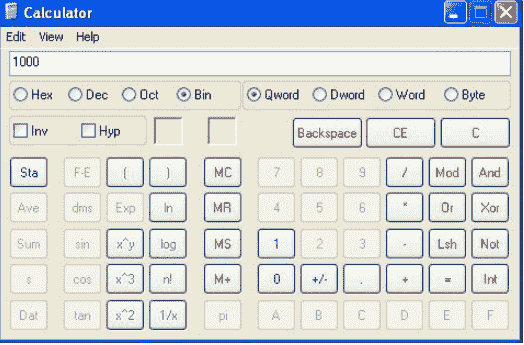 Calculator
Edit View Help
1000
Hex Dec Oct Bin Qword Dword Word Byte
Inv Hyp Backspace CE C
Sta F-E ( ) MC 7 8 9 / Mod And
Ave dms Exp ln MR 4 5 6 * Or Xor
Sum sin x^y log MS 1 2 3 - Lsh Not
s cos x^3 n! M+ 0 +/- . + = Int
Dat tan x^2 1/x pi A B C D E F